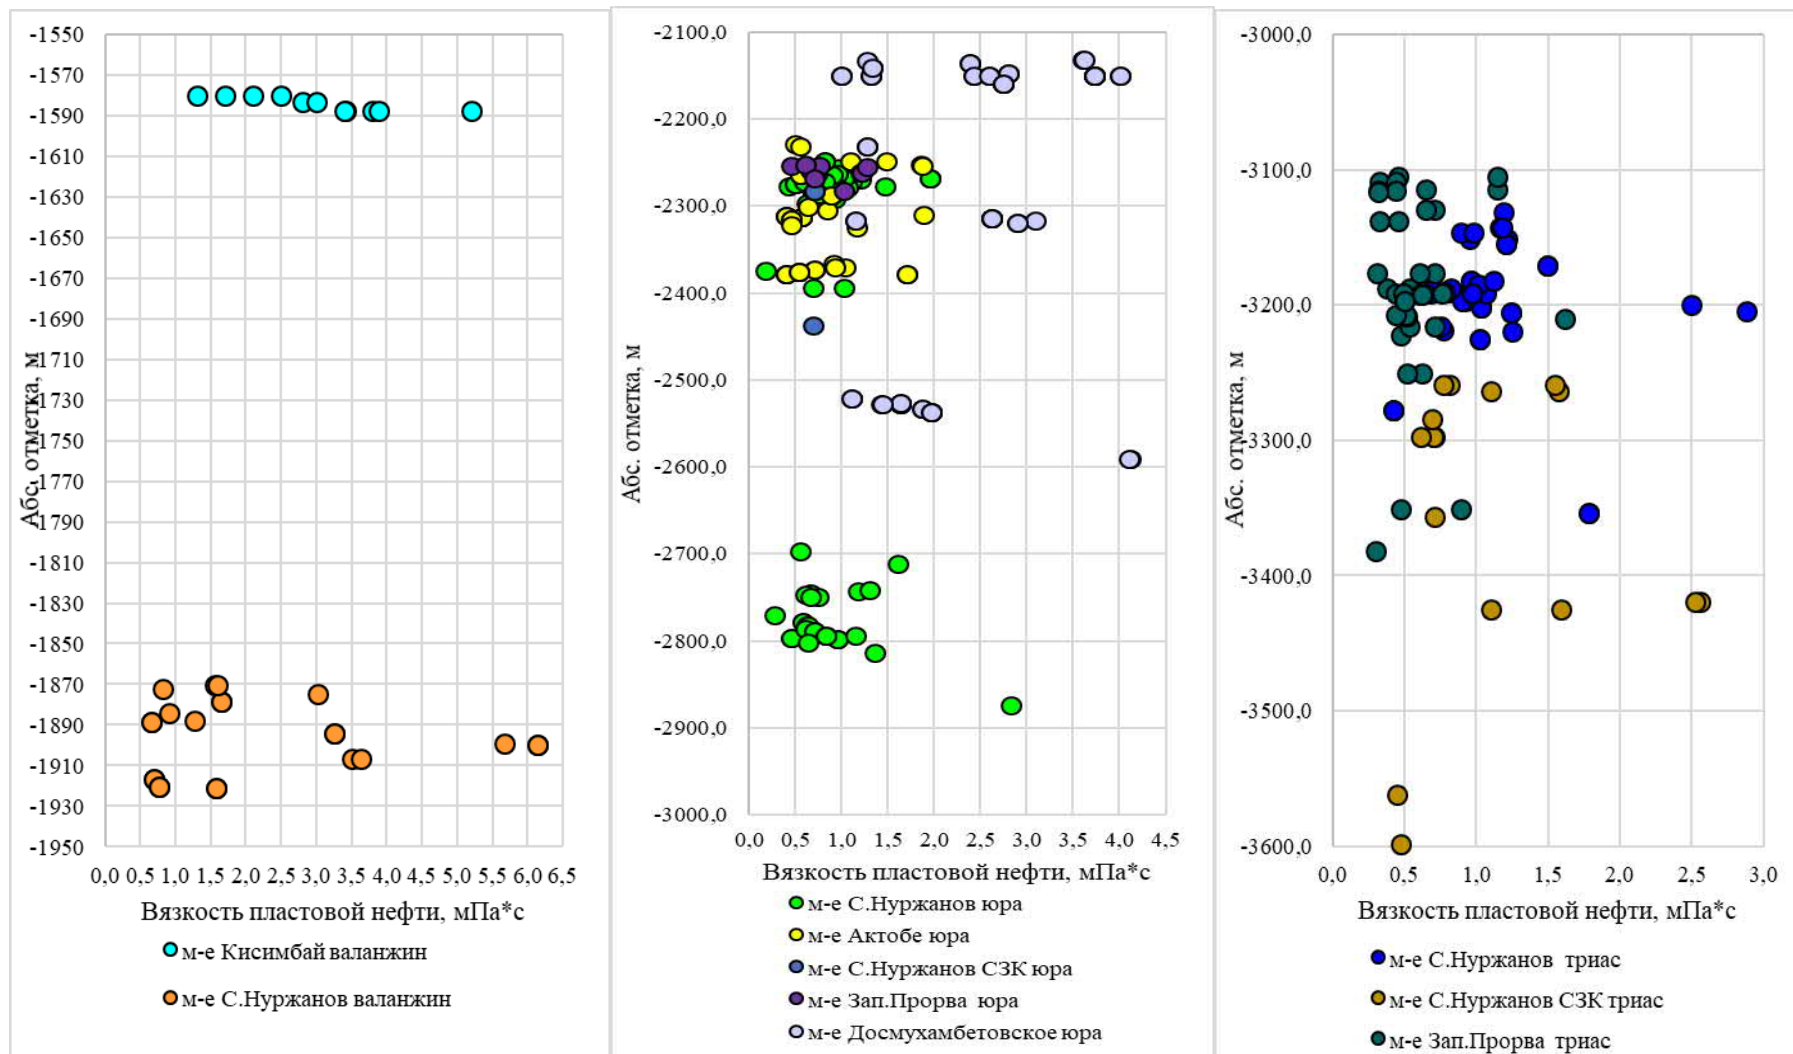 -1550
-1570
-1590
-1610
-1630
-1650
-1670
-1690
-1710
-1730
-1750
-1770
-1790
-1810
-1830
-1850
-1870
-1890
-1910
-1930
-1950
Абс. отметка, м
0,0 0,5 1,0 1,5 2,0 2,5 3,0 3,5 4,0 4,5 5,0 5,5 6,0 6,5
Вязкость пластовой нефти, мПа*с
м-е Кисимбай валанжин
м-е С.Нуржанов валанжин
-2100,0
-2200,0
-2300,0
-2400,0
-2500,0
-2600,0
-2700,0
-2800,0
-2900,0
-3000,0
Абс. отметка, м
0,0 0,5 1,0 1,5 2,0 2,5 3,0 3,5 4,0 4,5
Вязкость пластовой нефти, мПа*с
м-е С.Нуржанов юра
м-е Актобе юра
м-е С.Нуржанов СЗК юра
м-е Зап.Прорва юра
м-е Досмухамбетовское юра
-3000,0
-3100,0
-3200,0
-3300,0
-3400,0
-3500,0
-3600,0
Абс. отметка, м
0,0 0,5 1,0 1,5 2,0 2,5 3,0
Вязкость пластовой нефти, мПа*с
м-е С.Нуржанов триас
м-е С.Нуржанов СЗК триас
м-е Зап.Прорва триас